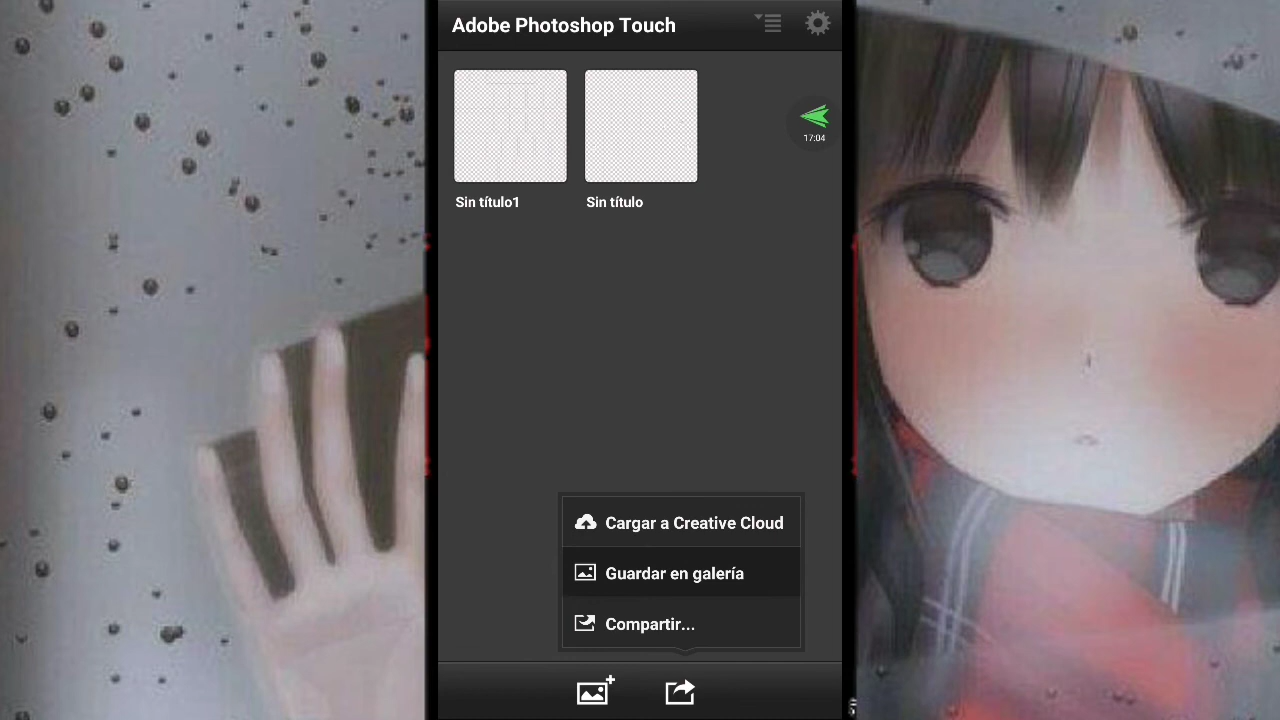 Adobe Photoshop Touch
17:04
Sin título1
Sin título
Cargar a Creative Cloud
Guardar en galería
Compartir...